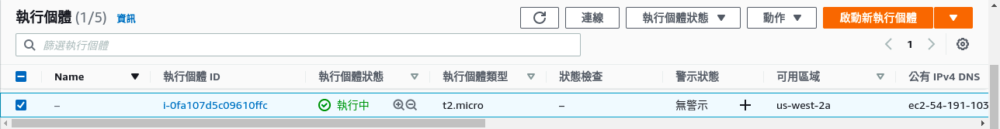 執行個體 (1/5) 資訊 連線 執行個體狀態 動作 啟動新執行個體
篩選執行個體 1
Name 執行個體 ID 執行個體狀態 執行個體類型 狀態檢查 警示狀態 可用區域 公有 IPv4 DNS
– i-0fa107d5c09610ffc 執行中 t2.micro – 無警示 + us-west-2a ec2-54-191-103